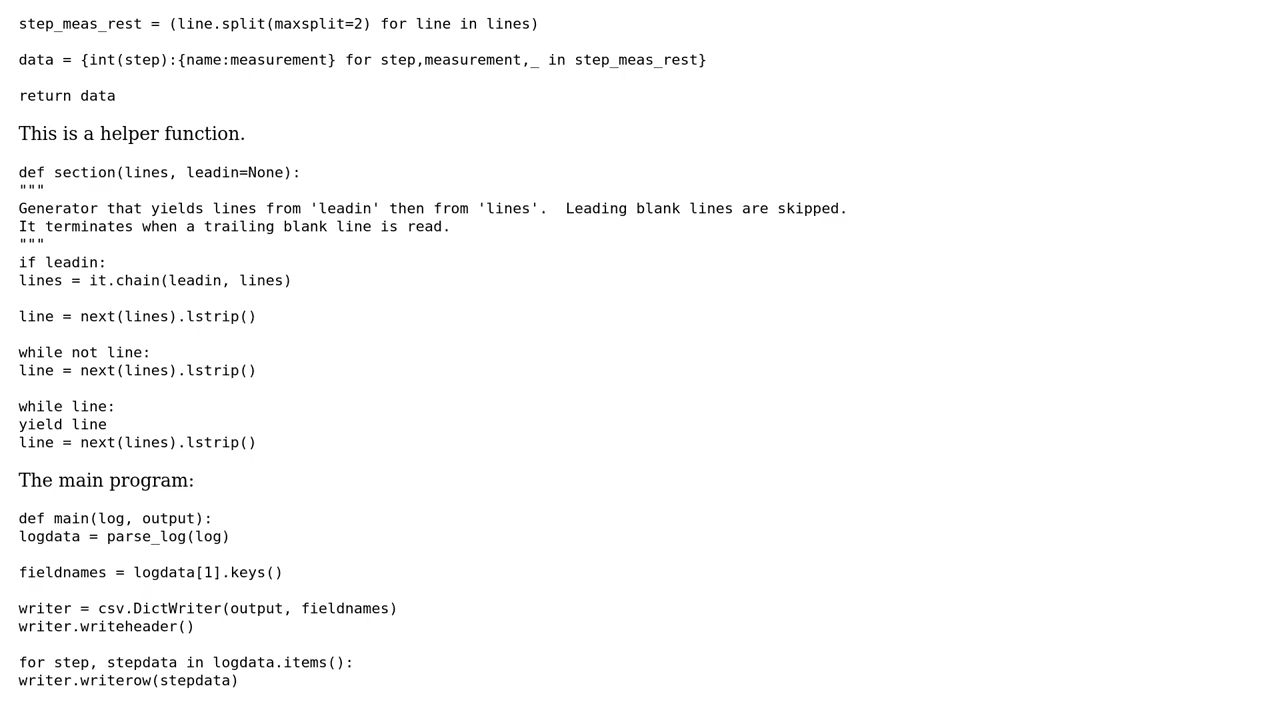 step_meas_rest = (line.split(maxsplit=2) for line in lines)
data = {int(step):{name:measurement} for step,measurement,_ in step_meas_rest}
return data
This is a helper function.
def section(lines, leadin=None):
"""
Generator that yields lines from 'leadin' then from 'lines'.  Leading blank lines are skipped.
It terminates when a trailing blank line is read.
"""
if leadin:
lines = it.chain(leadin, lines)
line = next(lines).lstrip()
while not line:
line = next(lines).lstrip()
while line:
yield line
line = next(lines).lstrip()
The main program:
def main(log, output):
logdata = parse_log(log)
fieldnames = logdata[1].keys()
writer = csv.DictWriter(output, fieldnames)
writer.writeheader()
for step, stepdata in logdata.items():
writer.writerow(stepdata)